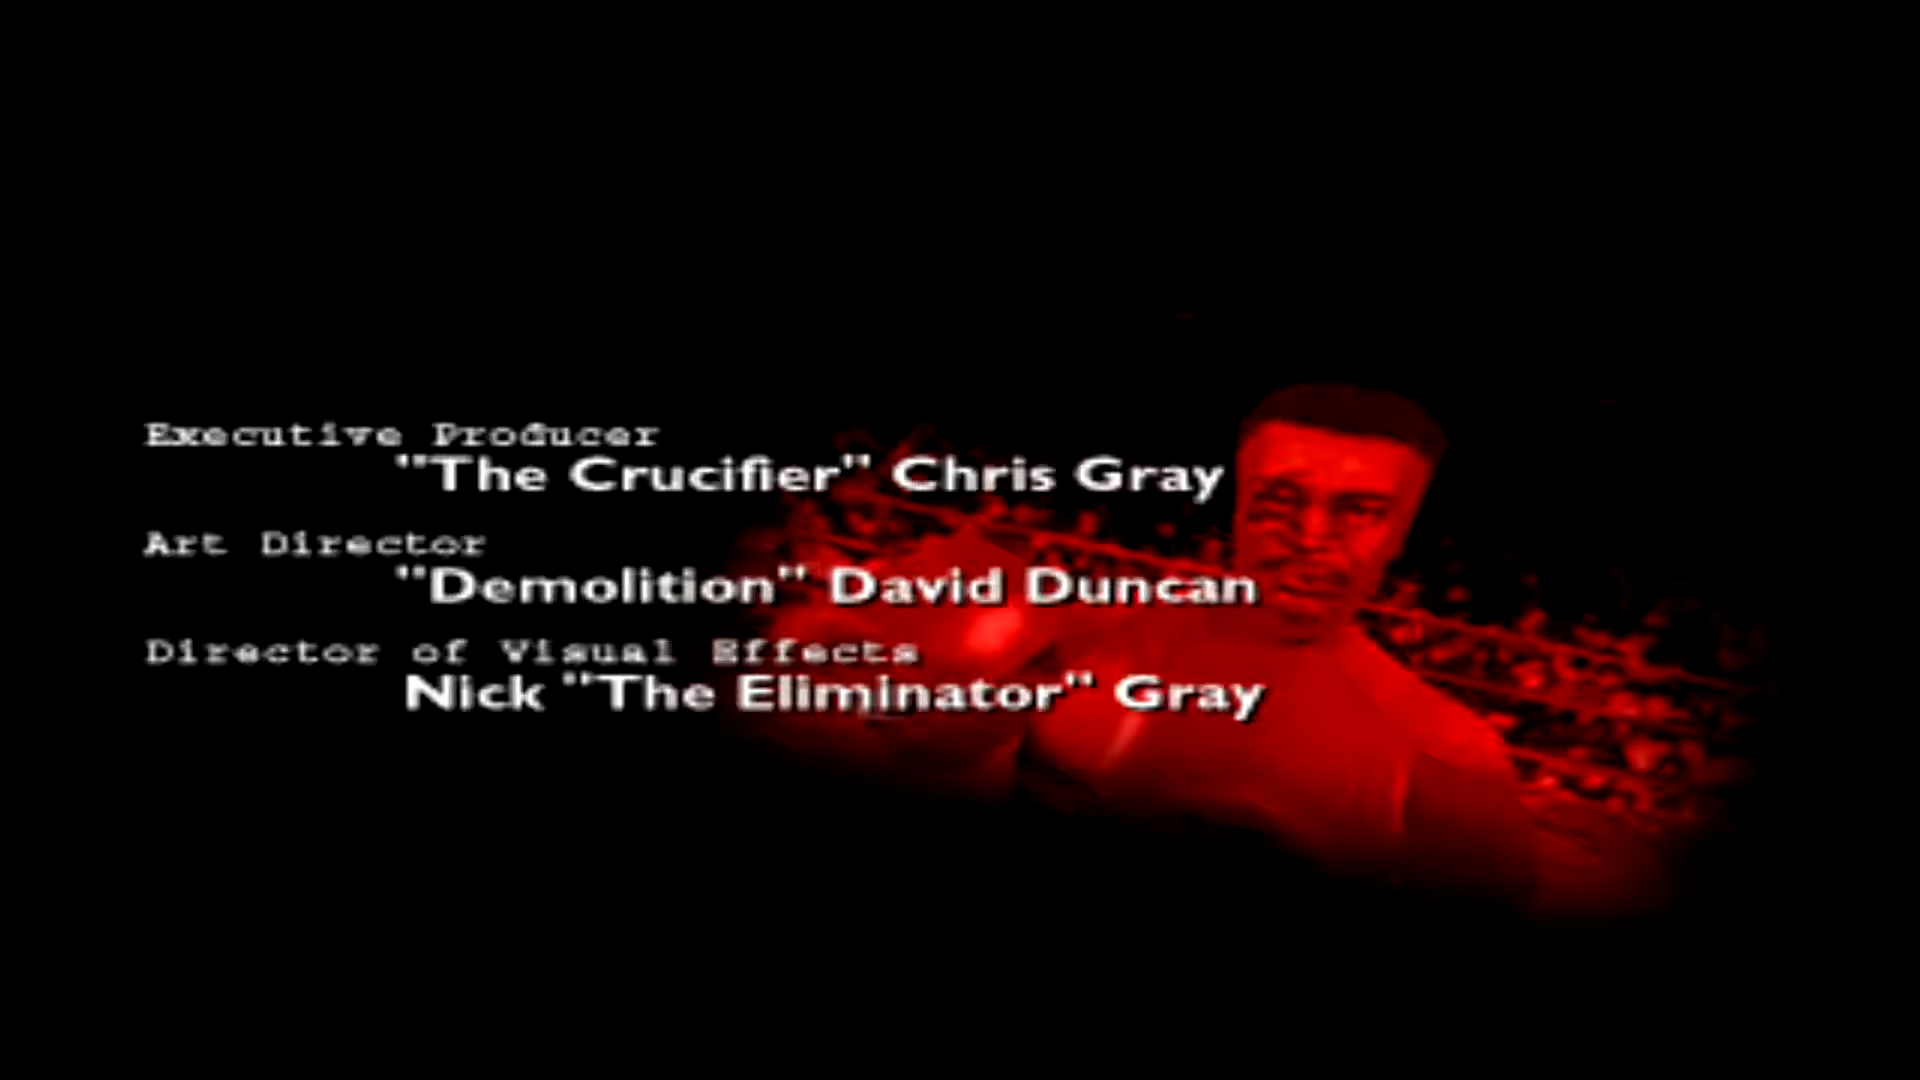 Executive Producer
"The Crucifier" Chris Gray
Art Director
"Demolition" David Duncan
Director of Visual Effects
Nick "The Eliminator" Gray